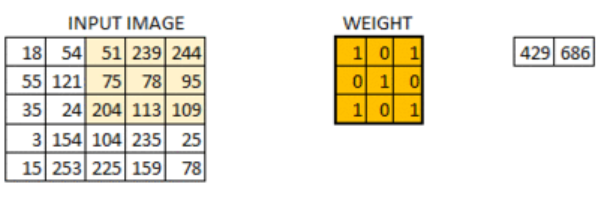 INPUT IMAGE WEIGHT
18 54 51 239 244 1 0 1 429 686
55 121 75 78 95 0 1 0
35 24 204 113 109 1 0 1
3 154 104 235 25
15 253 225 159 78